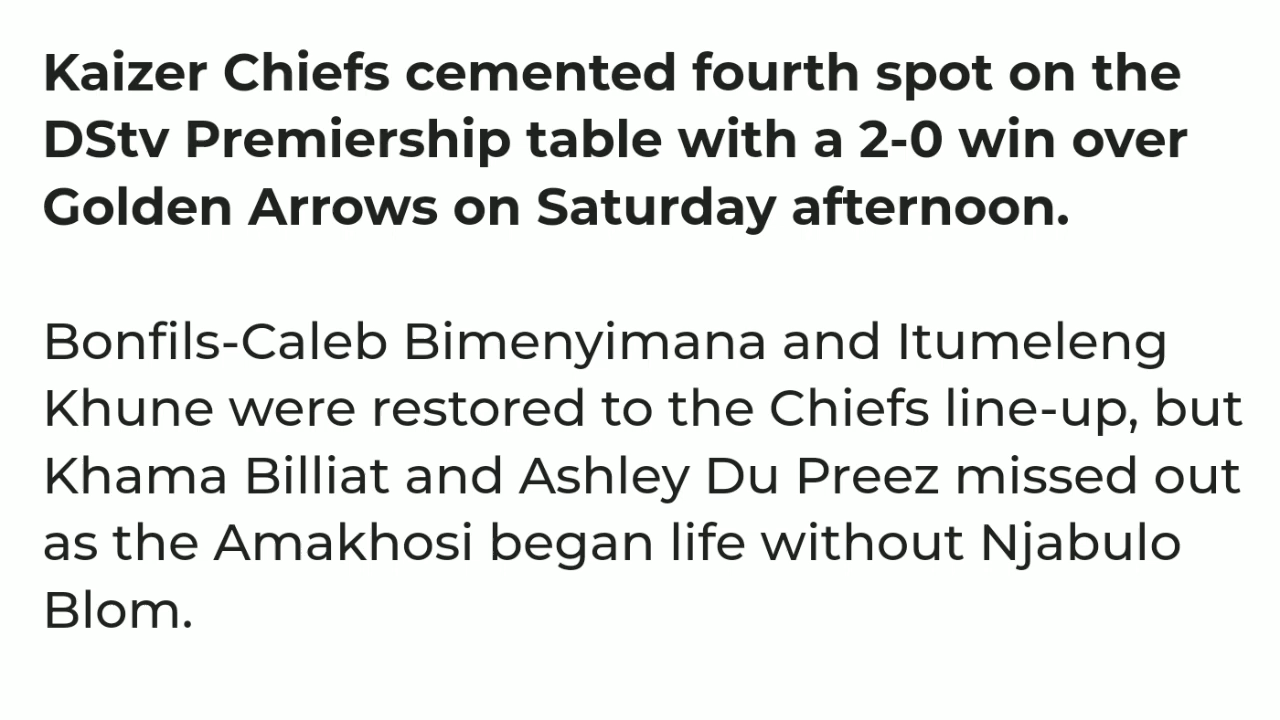 Kaizer Chiefs cemented fourth spot on the
DStv Premiership table with a 2-0 win over
Golden Arrows on Saturday afternoon.
Bonfils-Caleb Bimenyimana and Itumeleng
Khune were restored to the Chiefs line-up, but
Khama Billiat and Ashley Du Preez missed out
as the Amakhosi began life without Njabulo
Blom.